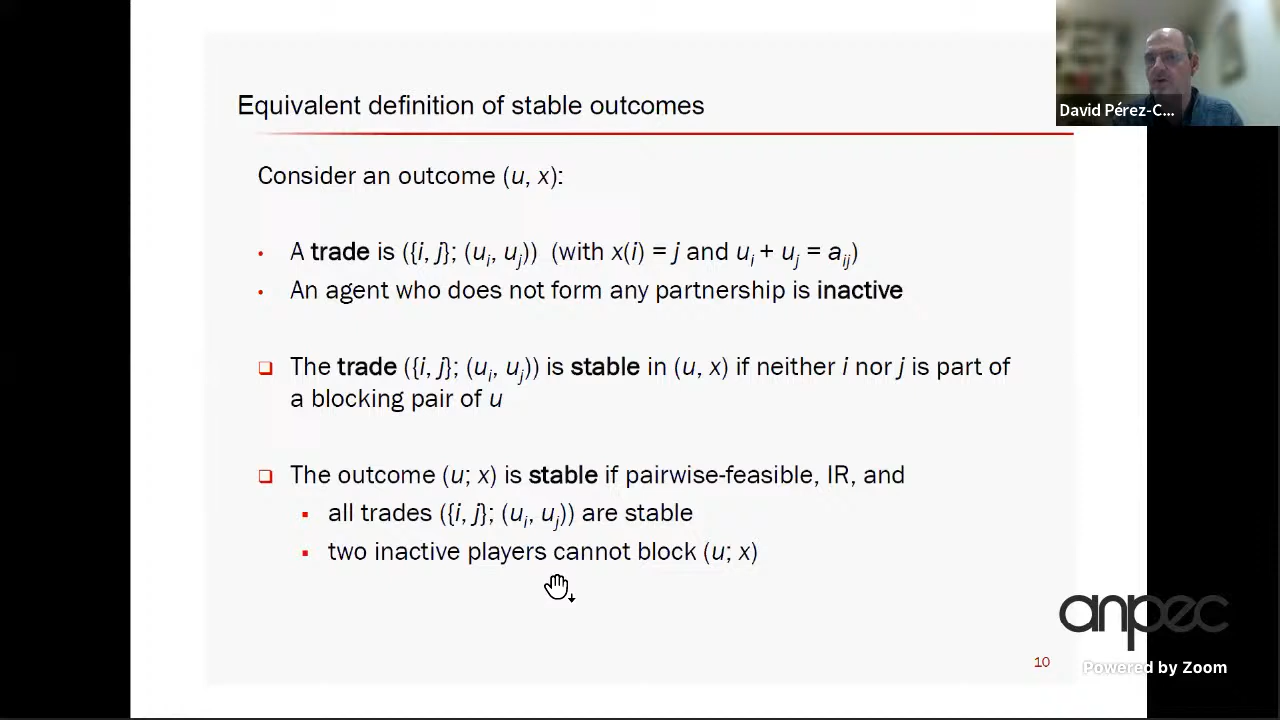 Equivalent definition of stable outcomes
David Pérez-C...
Consider an outcome (u, x):
• A trade is ({i, j}; (uᵢ, uⱼ)) (with x(i) = j and uᵢ + uⱼ = aᵢⱼ)
• An agent who does not form any partnership is inactive
❑ The trade ({i, j}; (uᵢ, uⱼ)) is stable in (u, x) if neither i nor j is part of
a blocking pair of u
❑ The outcome (u; x) is stable if pairwise-feasible, IR, and
▪ all trades ({i, j}; (uᵢ, uⱼ)) are stable
▪ two inactive players cannot block (u; x)
anpec
10
Powered by Zoom